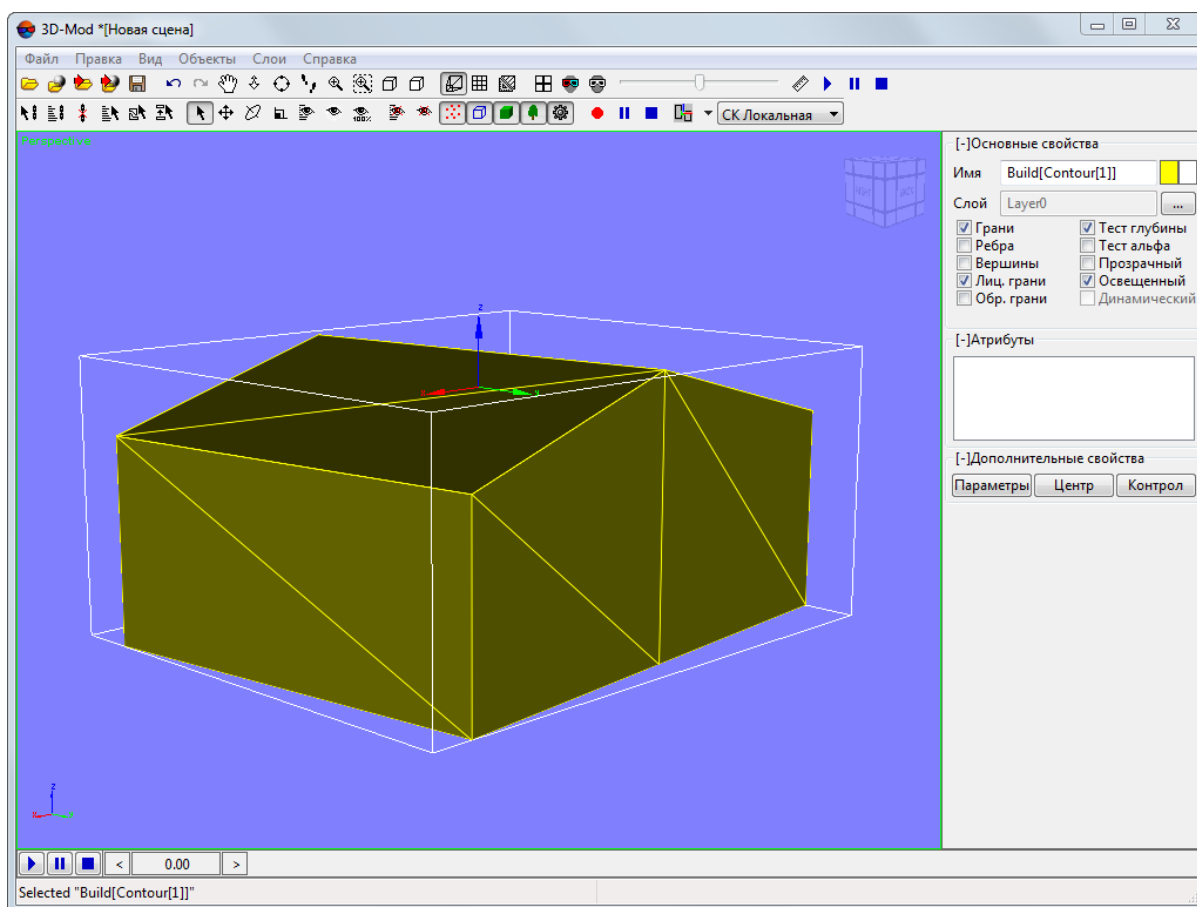 3D-Mod *[Новая сцена]
Файл Правка Вид Объекты Слои Справка
100%
СК Локальная
Perspective
[-]Основные свойства
Имя Build[Contour[1]]
Слой Layer0 ...
Грани Тест глубины
Ребра Тест альфа
Вершины Прозрачный
Лиц. грани Освещенный
Обр. грани Динамический
[-]Атрибуты
[-]Дополнительные свойства
Параметры Центр Контрол
z
x y
z
x
< 0.00 >
Selected "Build[Contour[1]]"